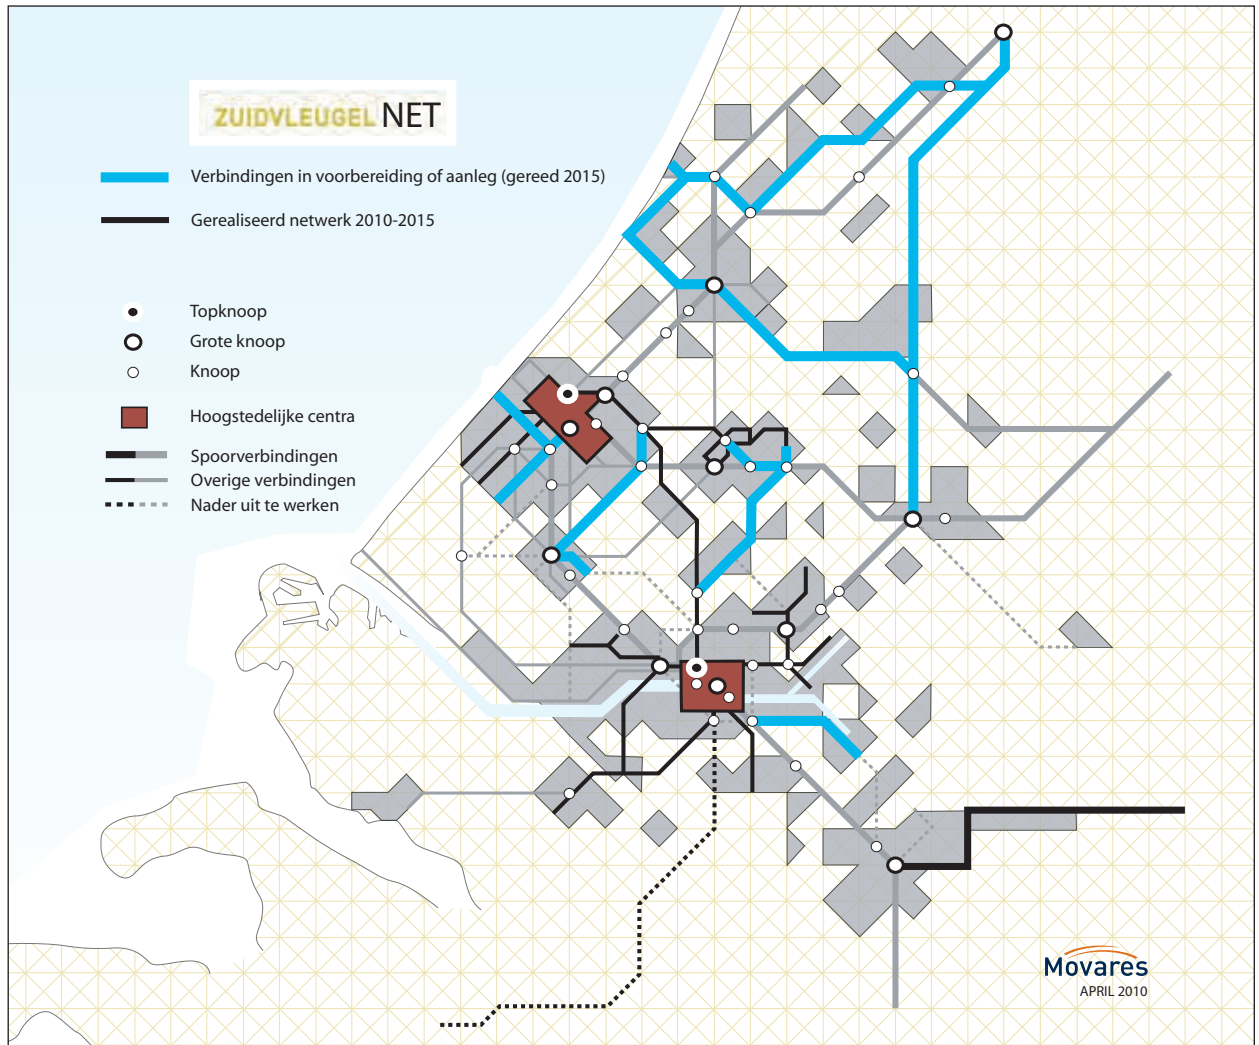 ZUIDVLEUGEL NET
Verbindingen in voorbereiding of aanleg (gereed 2015)
Gerealiseerd netwerk 2010-2015
Topknoop
Grote knoop
Knoop
Hoogstedelijke centra
Spoorverbindingen
Overige verbindingen
Nader uit te werken
Movares
APRIL 2010